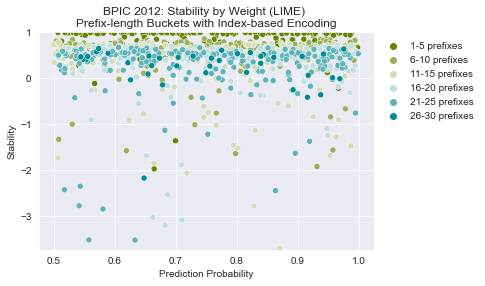 BPIC 2012: Stability by Weight (LIME)
Prefix-length Buckets with Index-based Encoding
1
0
−1
−2
−3
Stability
0.5 0.6 0.7 0.8 0.9 1.0
Prediction Probability
1-5 prefixes
6-10 prefixes
11-15 prefixes
16-20 prefixes
21-25 prefixes
26-30 prefixes